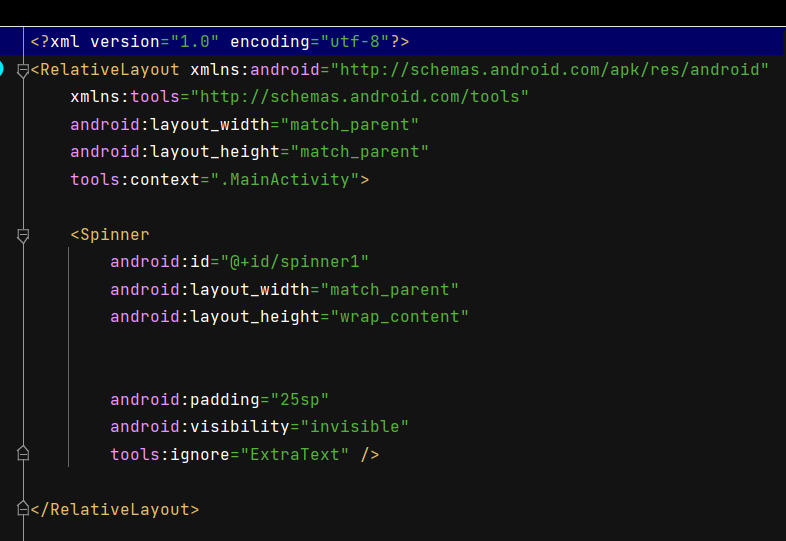 <?xml version="1.0" encoding="utf-8"?>
<RelativeLayout xmlns:android="http://schemas.android.com/apk/res/android"
    xmlns:tools="http://schemas.android.com/tools"
    android:layout_width="match_parent"
    android:layout_height="match_parent"
    tools:context=".MainActivity">

    <Spinner
        android:id="@+id/spinner1"
        android:layout_width="match_parent"
        android:layout_height="wrap_content"


        android:padding="25sp"
        android:visibility="invisible"
        tools:ignore="ExtraText" />

</RelativeLayout>